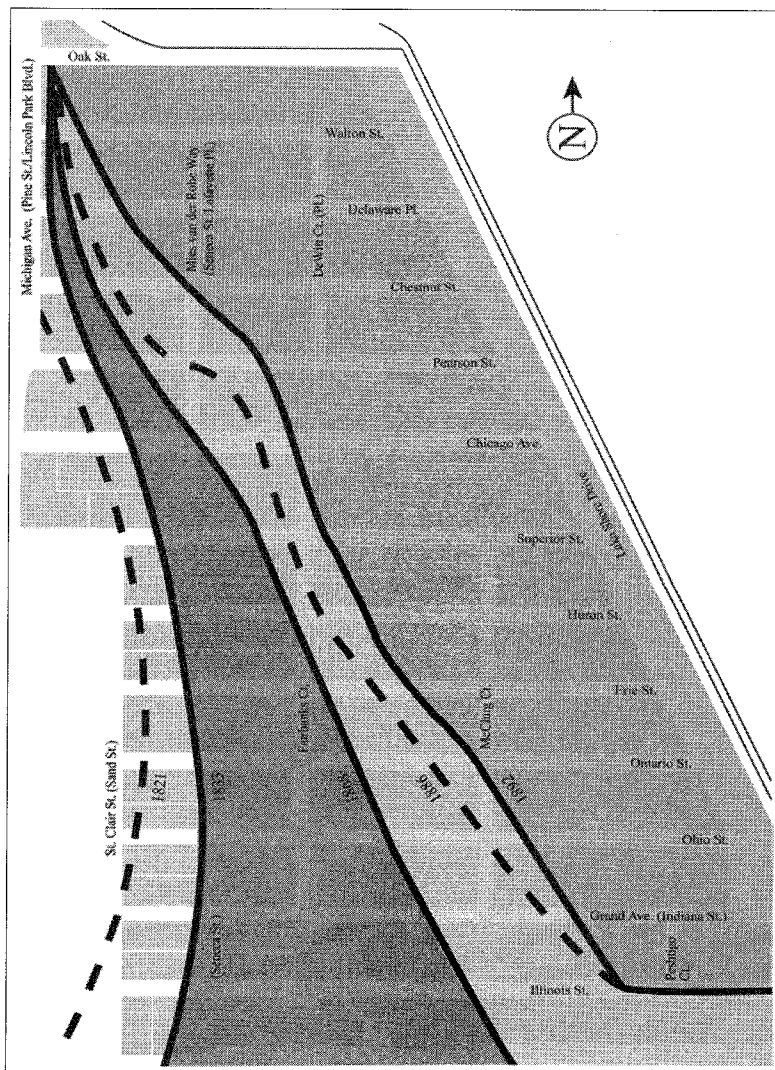 Oak St.
Michigan Ave. (Pine St./Lincoln Park Blvd.)
Walton St.
Mies van der Rohe Way
(Seneca St./Lafayette Pl.)
DeWitt Ct. (Pl.)
Delaware Pl.
Chestnut St.
Pearson St.
Chicago Ave.
Lake Shore Drive
Superior St.
Huron St.
Erie St.
Fairbanks Ct.
McClurg Ct.
Ontario St.
St. Clair St. (Sand St.)
1821
1833
1886
1892
Ohio St.
Grand Ave. (Indiana St.)
(Seneca St.)
Peshtigo
Ct.
Illinois St.
N